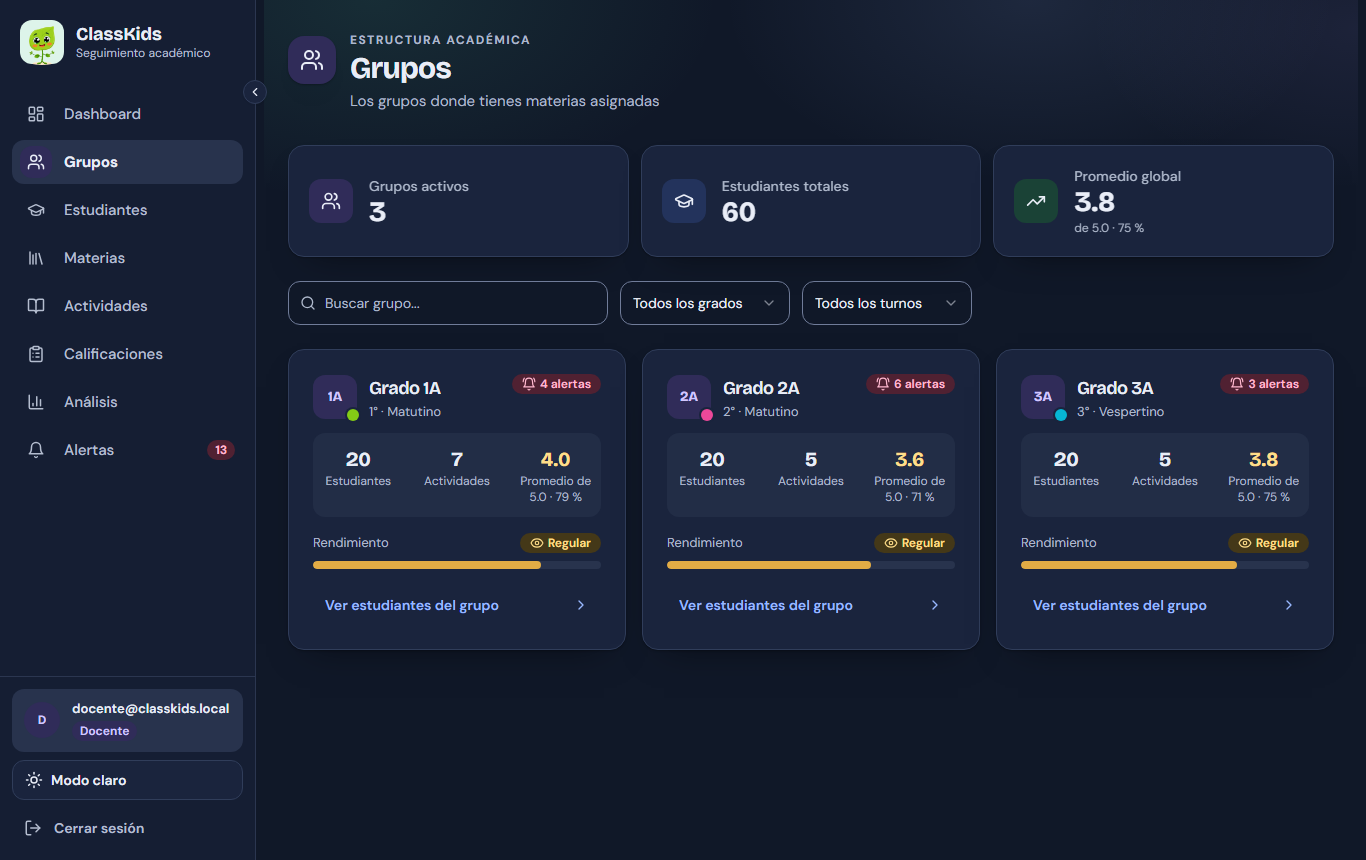 ClassKids
Seguimiento académico
Dashboard
Grupos
Estudiantes
Materias
Actividades
Calificaciones
Análisis
Alertas
13
D
docente@classkids.local
Docente
Modo claro
Cerrar sesión
ESTRUCTURA ACADÉMICA
Grupos
Los grupos donde tienes materias asignadas
Grupos activos
3
Estudiantes totales
60
Promedio global
3.8
de 5.0 · 75 %
Buscar grupo...
Todos los grados
Todos los turnos
1A
Grado 1A
4 alertas
1° · Matutino
20
Estudiantes
7
Actividades
4.0
Promedio de
5.0 · 79 %
Rendimiento
Regular
Ver estudiantes del grupo
2A
Grado 2A
6 alertas
2° · Matutino
20
Estudiantes
5
Actividades
3.6
Promedio de
5.0 · 71 %
Rendimiento
Regular
Ver estudiantes del grupo
3A
Grado 3A
3 alertas
3° · Vespertino
20
Estudiantes
5
Actividades
3.8
Promedio de
5.0 · 75 %
Rendimiento
Regular
Ver estudiantes del grupo